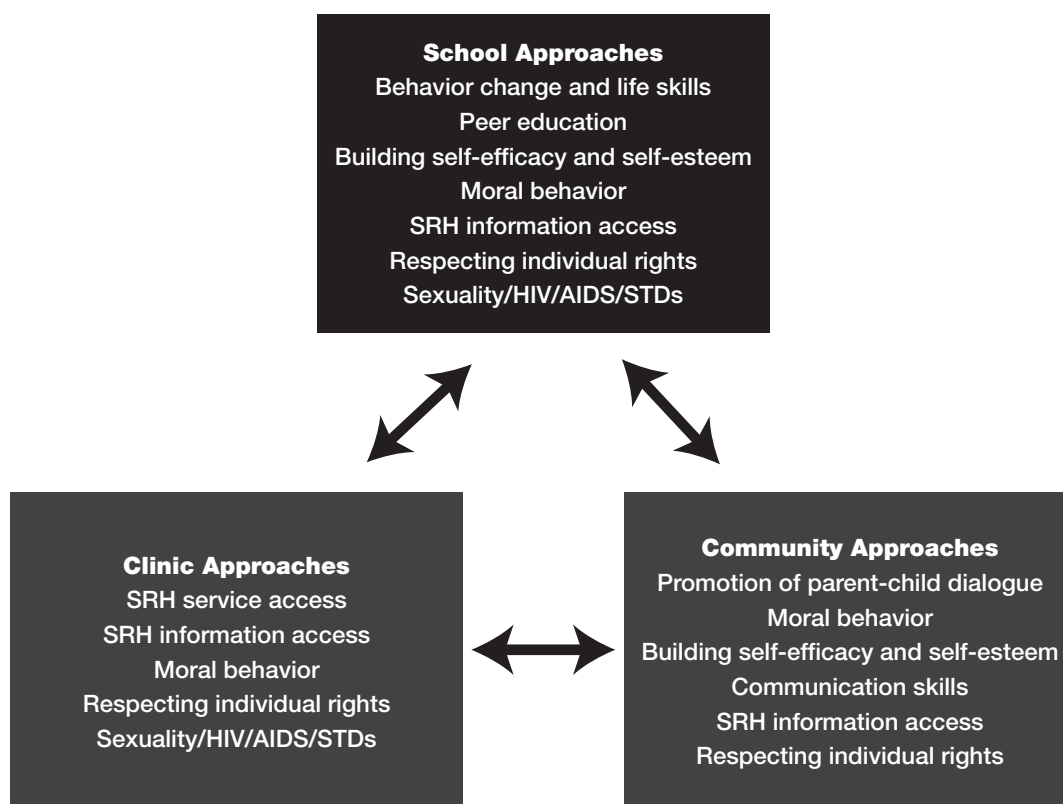 School Approaches
Behavior change and life skills
Peer education
Building self-efficacy and self-esteem
Moral behavior
SRH information access
Respecting individual rights
Sexuality/HIV/AIDS/STDs
Clinic Approaches
SRH service access
SRH information access
Moral behavior
Respecting individual rights
Sexuality/HIV/AIDS/STDs
Community Approaches
Promotion of parent-child dialogue
Moral behavior
Building self-efficacy and self-esteem
Communication skills
SRH information access
Respecting individual rights